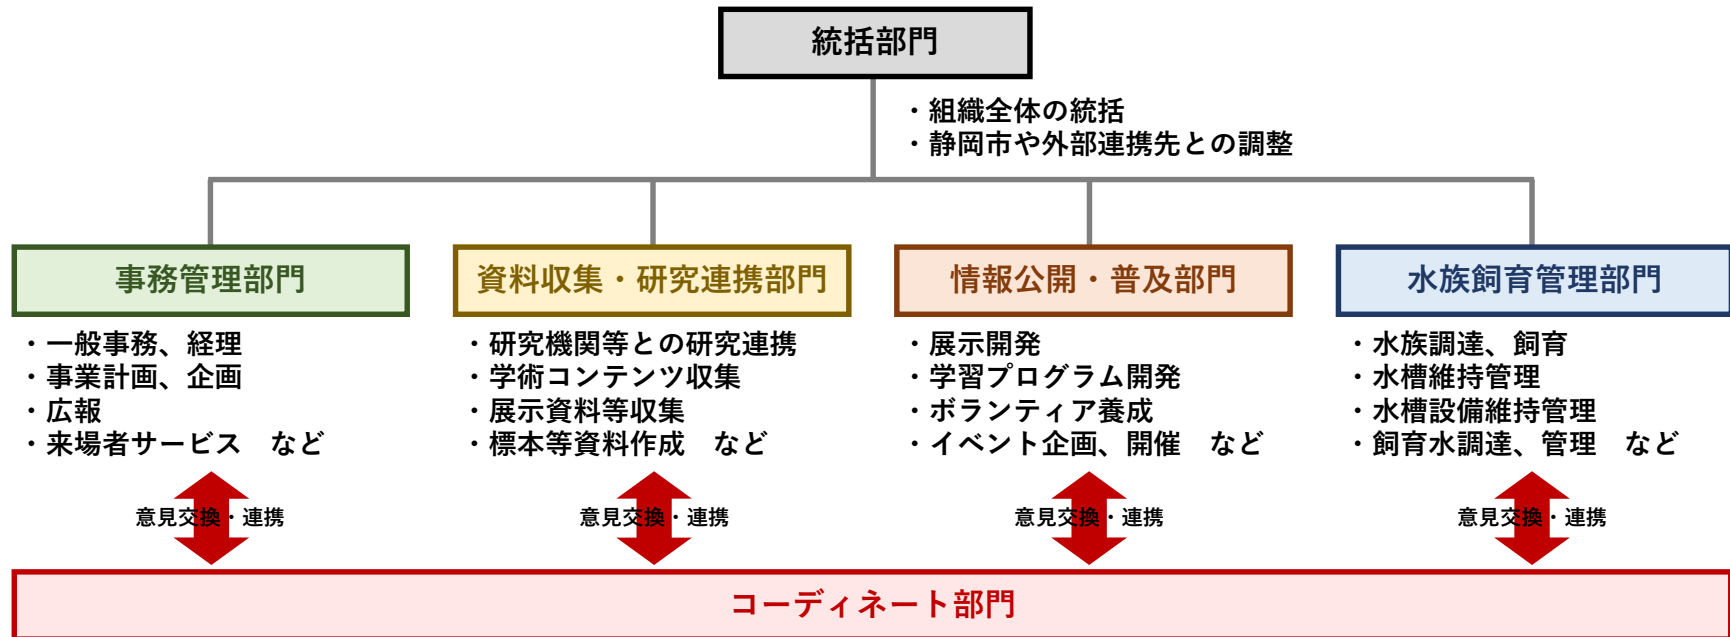 統括部門
・組織全体の統括
・静岡市や外部連携先との調整
事務管理部門
・一般事務、経理
・事業計画、企画
・広報
・来場者サービス　など
資料収集・研究連携部門
・研究機関等との研究連携
・学術コンテンツ収集
・展示資料等収集
・標本等資料作成　など
情報公開・普及部門
・展示開発
・学習プログラム開発
・ボランティア養成
・イベント企画、開催　など
水族飼育管理部門
・水族調達、飼育
・水槽維持管理
・水槽設備維持管理
・飼育水調達、管理　など
意見交換・連携
意見交換・連携
意見交換・連携
意見交換・連携
コーディネート部門